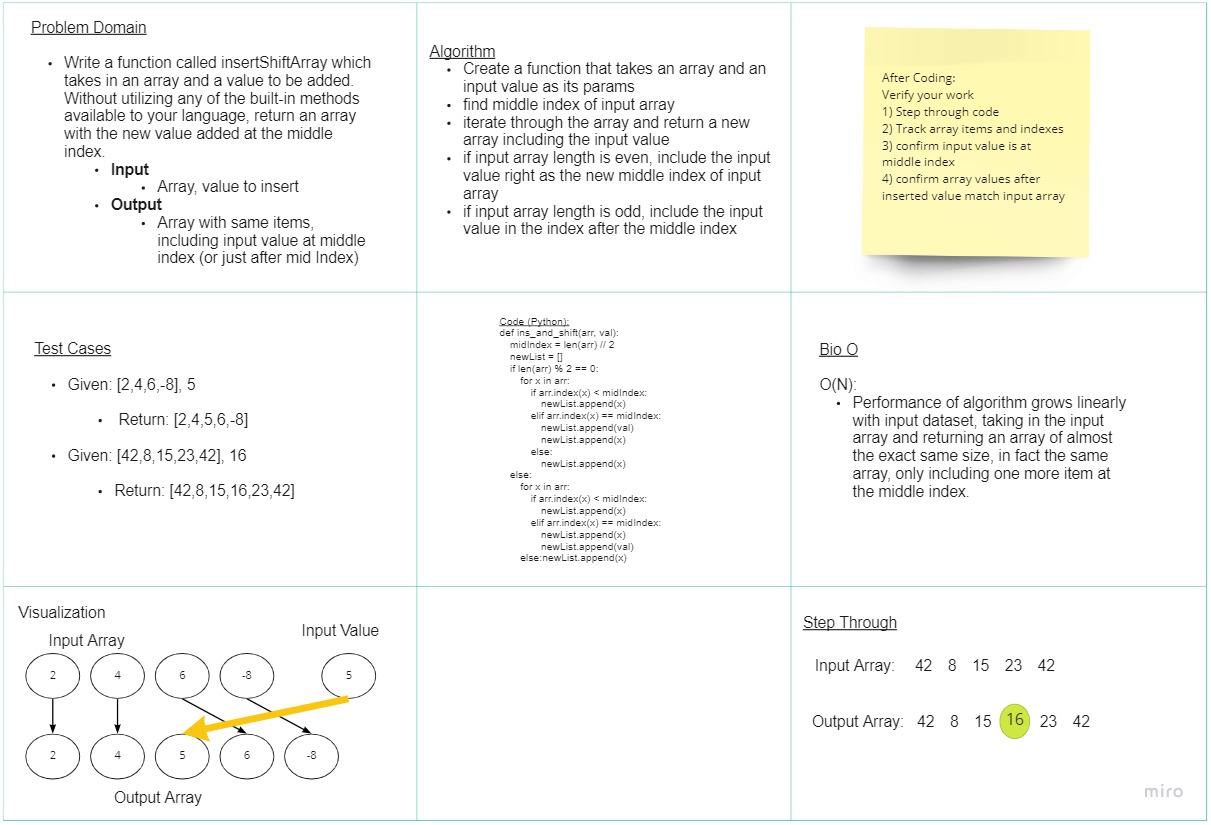 Problem Domain
• Write a function called insertShiftArray which
takes in an array and a value to be added.
Without utilizing any of the built-in methods
available to your language, return an array
with the new value added at the middle
index.
• Input
• Array, value to insert
• Output
• Array with same items,
including input value at middle
index (or just after mid Index)
Algorithm
• Create a function that takes an array and an
input value as its params
• find middle index of input array
• iterate through the array and return a new
array including the input value
• if input array length is even, include the input
value right as the new middle index of input
array
• if input array length is odd, include the input
value in the index after the middle index
After Coding:
Verify your work
1) Step through code
2) Track array items and indexes
3) confirm input value is at
middle index
4) confirm array values after
inserted value match input array
Test Cases
• Given: [2,4,6,-8], 5
• Return: [2,4,5,6,-8]
• Given: [42,8,15,23,42], 16
• Return: [42,8,15,16,23,42]
Code (Python):
def ins_and_shift(arr, val):
midIndex = len(arr) // 2
newList = []
if len(arr) % 2 == 0:
for x in arr:
if arr.index(x) < midIndex:
newList.append(x)
elif arr.index(x) == midIndex:
newList.append(val)
newList.append(x)
else:
newList.append(x)
else:
for x in arr:
if arr.index(x) < midIndex:
newList.append(x)
elif arr.index(x) == midIndex:
newList.append(x)
newList.append(val)
else:newList.append(x)
Bio O
O(N):
• Performance of algorithm grows linearly
with input dataset, taking in the input
array and returning an array of almost
the exact same size, in fact the same
array, only including one more item at
the middle index.
Visualization
Input Array
Input Value
2 4 6 -8 5
2 4 5 6 -8
Output Array
Step Through
Input Array: 42 8 15 23 42
Output Array: 42 8 15 16 23 42
miro